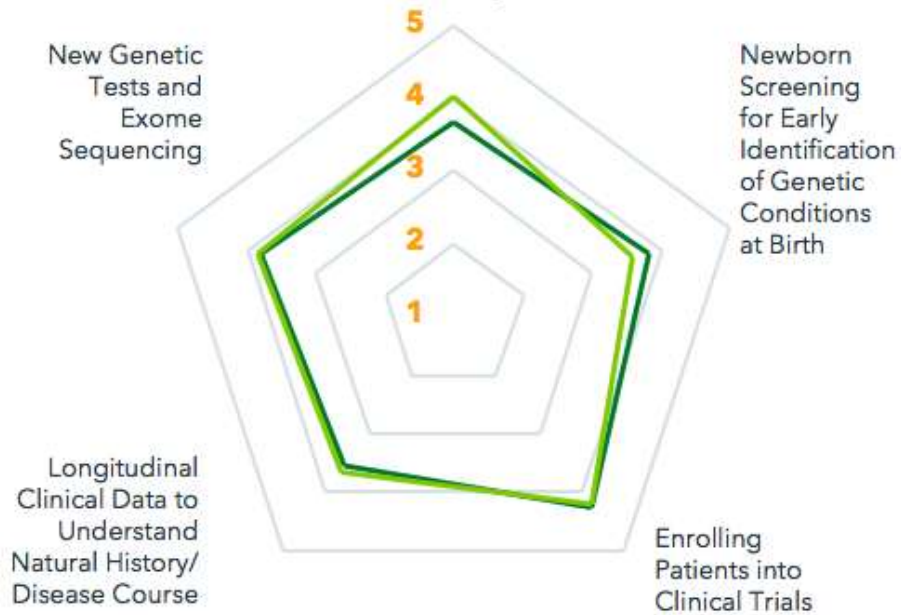 5
4
3
2
1
New Genetic
Tests and
Exome
Sequencing
Newborn
Screening
for Early
Identification
of Genetic
Conditions
at Birth
Longitudinal
Clinical Data to
Understand
Natural History/
Disease Course
Enrolling
Patients into
Clinical Trials